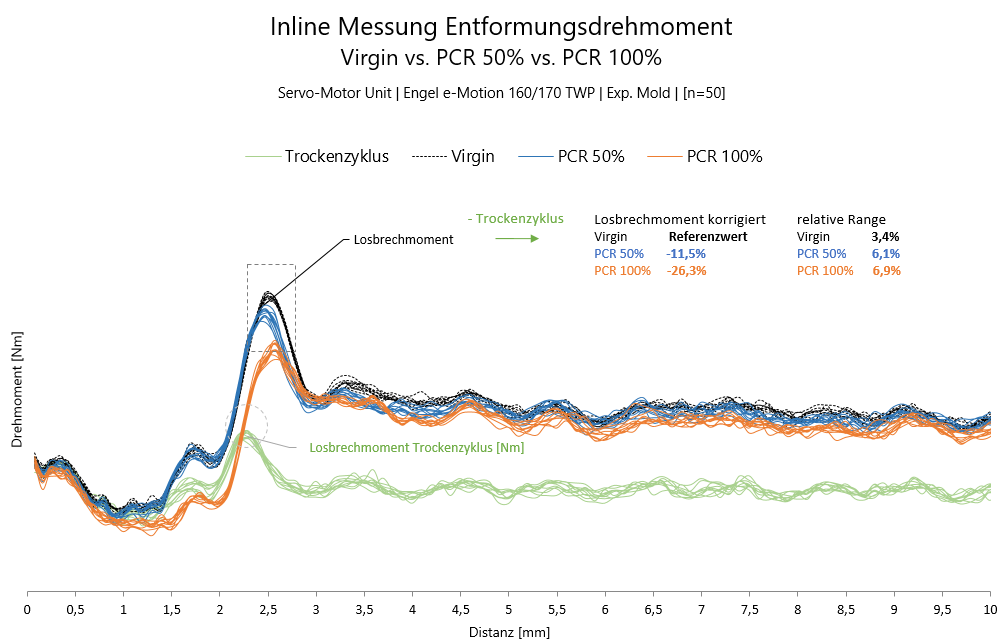 Inline Messung Entformungsdrehmoment
Virgin vs. PCR 50% vs. PCR 100%
Servo-Motor Unit | Engel e-Motion 160/170 TWP | Exp. Mold | [n=50]
Trockenzyklus Virgin PCR 50% PCR 100%
- Trockenzyklus
Losbrechmoment korrigiert relative Range
Virgin Referenzwert Virgin 3,4%
PCR 50% -11,5% PCR 50% 6,1%
PCR 100% -26,3% PCR 100% 6,9%
Losbrechmoment
Drehmoment [Nm]
Losbrechmoment Trockenzyklus [Nm]
0 0,5 1 1,5 2 2,5 3 3,5 4 4,5 5 5,5 6 6,5 7 7,5 8 8,5 9 9,5 10
Distanz [mm]